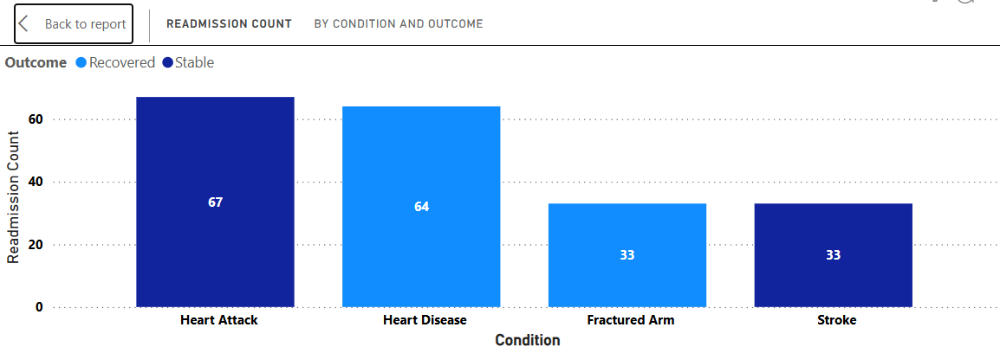 Back to report
READMISSION COUNT BY CONDITION AND OUTCOME
Outcome Recovered Stable
Readmission Count
60
40
20
0
67
64
33
33
Heart Attack Heart Disease Fractured Arm Stroke
Condition